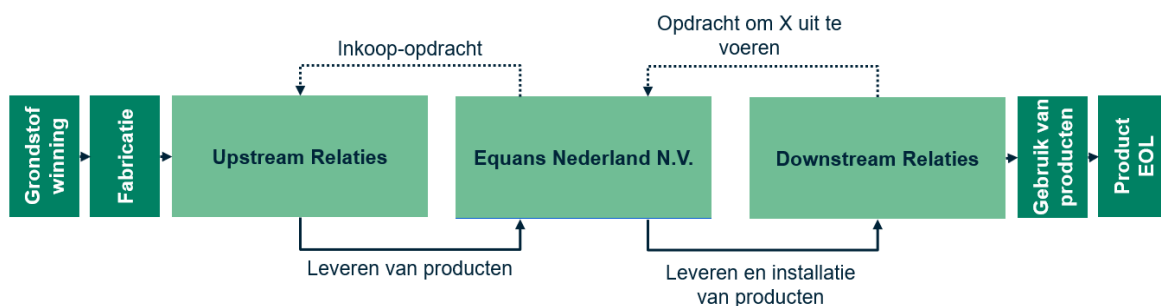 Opdracht om X uit te
voeren
Inkoop-opdracht
Grondstof
winning
Fabricatie
Upstream Relaties
Equans Nederland N.V.
Downstream Relaties
Gebruik van
producten
Product
EOL
Leveren van producten
Leveren en installatie
van producten